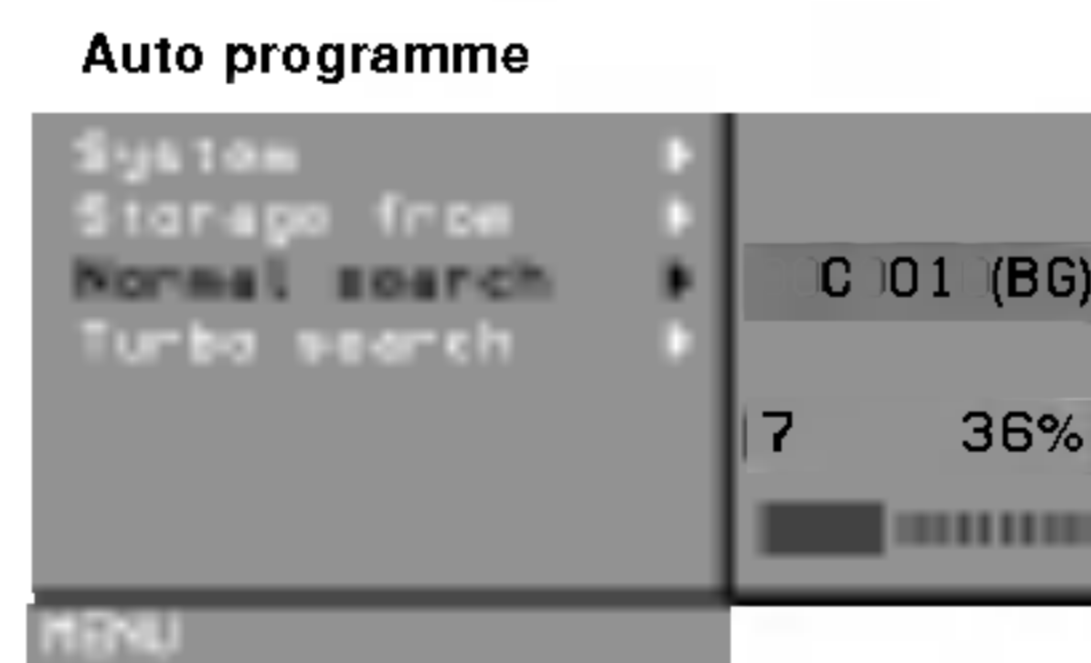 Auto programme
System
Storage from
Normal search
C 01 (BG)
Turbo search
7 36%
MENU